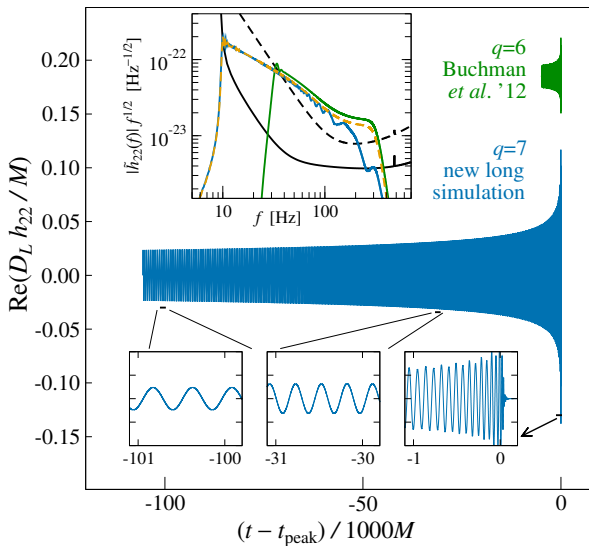 0.20
0.15
0.10
0.05
0.00
-0.05
-0.10
-0.15
Re(D_L h_22 / M)
10^-22
10^-23
|h̃_22(f)| f^1/2 [Hz^-1/2]
10 100
f [Hz]
q=6
Buchman
et al. '12
q=7
new long
simulation
-101 -100
-31 -30
-1 0
-100 -50 0
(t − t_peak) / 1000M